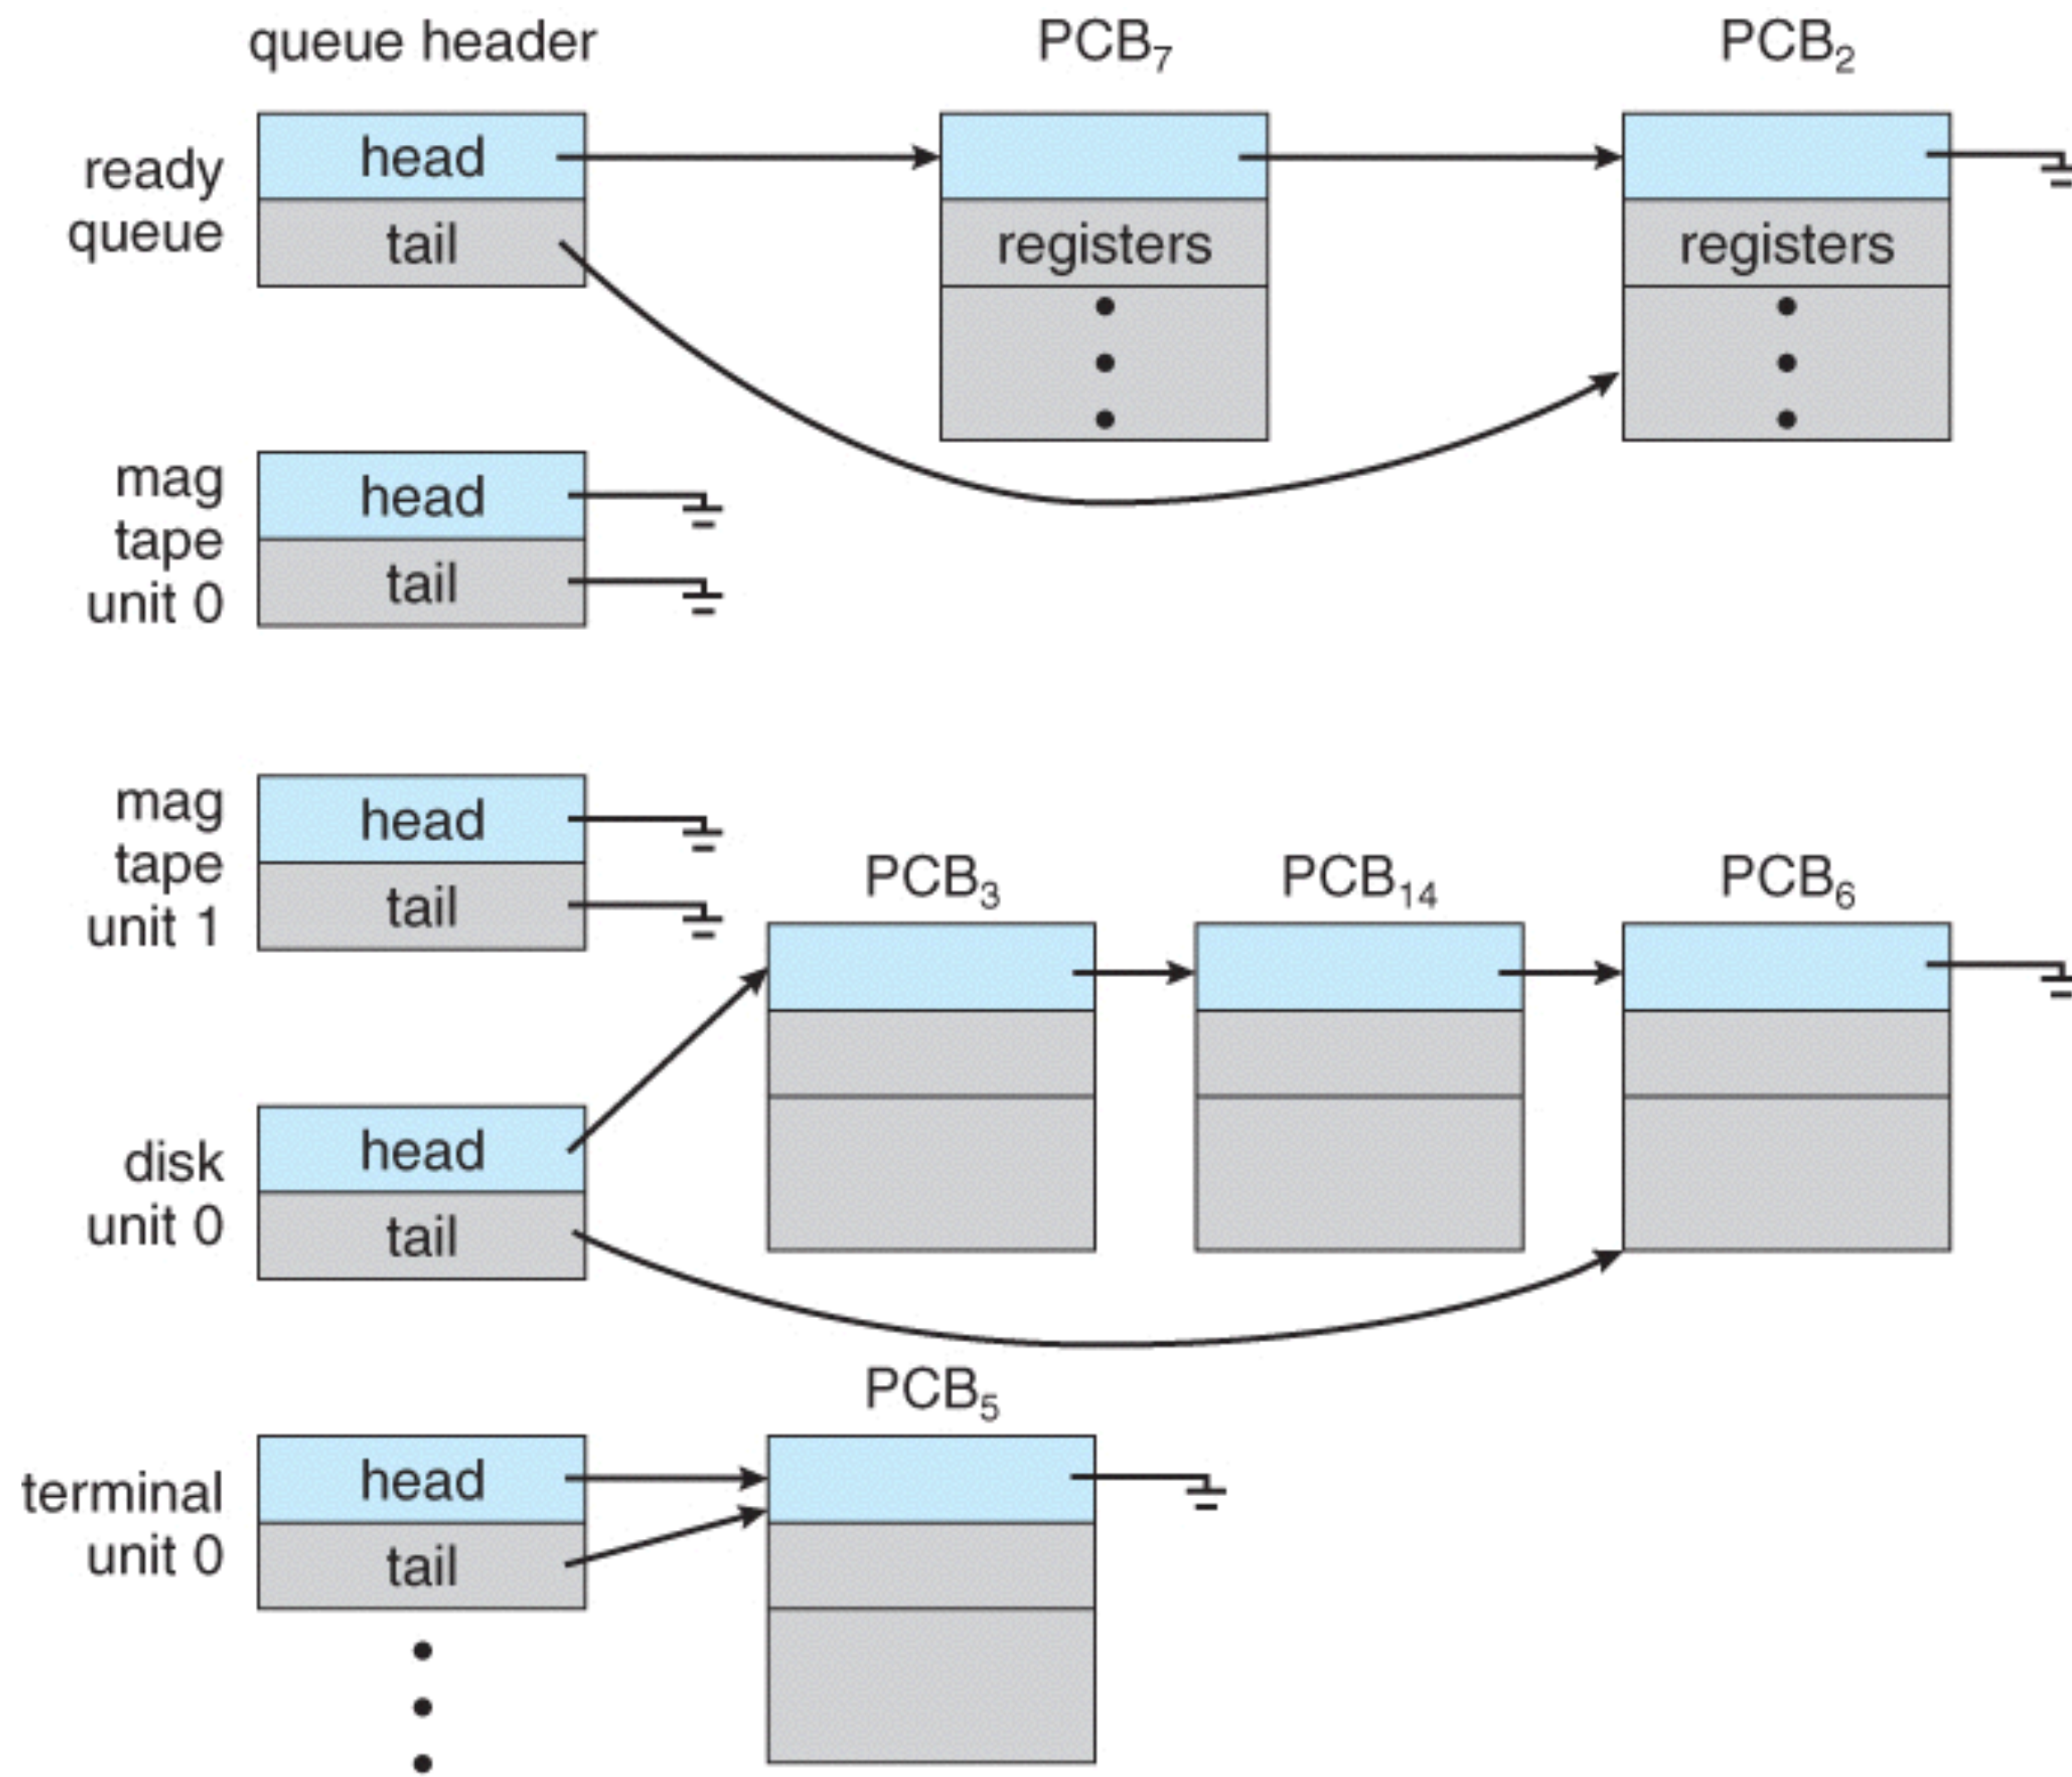 queue header
PCB₇
PCB₂
ready
queue
head
tail
registers
registers
mag
tape
unit 0
head
tail
mag
tape
unit 1
head
tail
PCB₃
PCB₁₄
PCB₆
disk
unit 0
head
tail
PCB₅
terminal
unit 0
head
tail